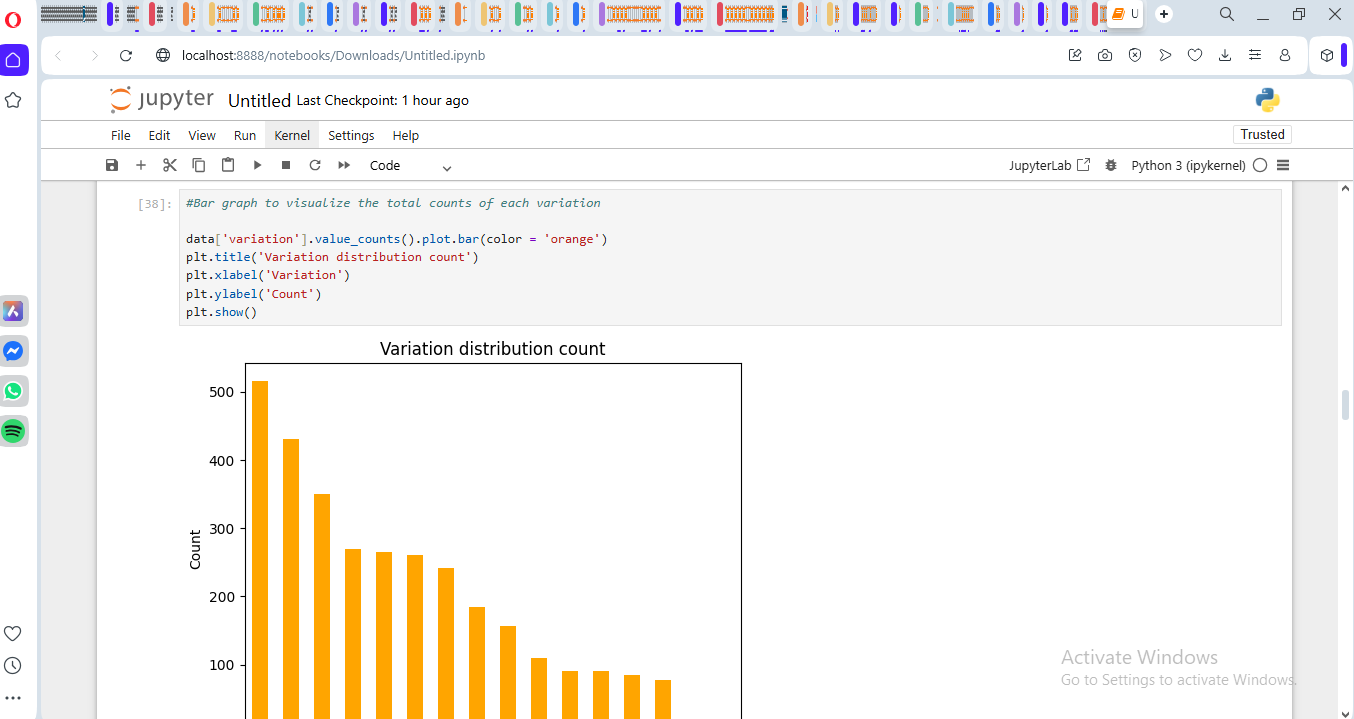 U
localhost:8888/notebooks/Downloads/Untitled.ipynb
jupyter Untitled Last Checkpoint: 1 hour ago
File Edit View Run Kernel Settings Help Trusted
Code JupyterLab Python 3 (ipykernel)
[38]: #Bar graph to visualize the total counts of each variation
data['variation'].value_counts().plot.bar(color = 'orange')
plt.title('Variation distribution count')
plt.xlabel('Variation')
plt.ylabel('Count')
plt.show()
Variation distribution count
500
400
300
Count
200
100
Activate Windows
Go to Settings to activate Windows.